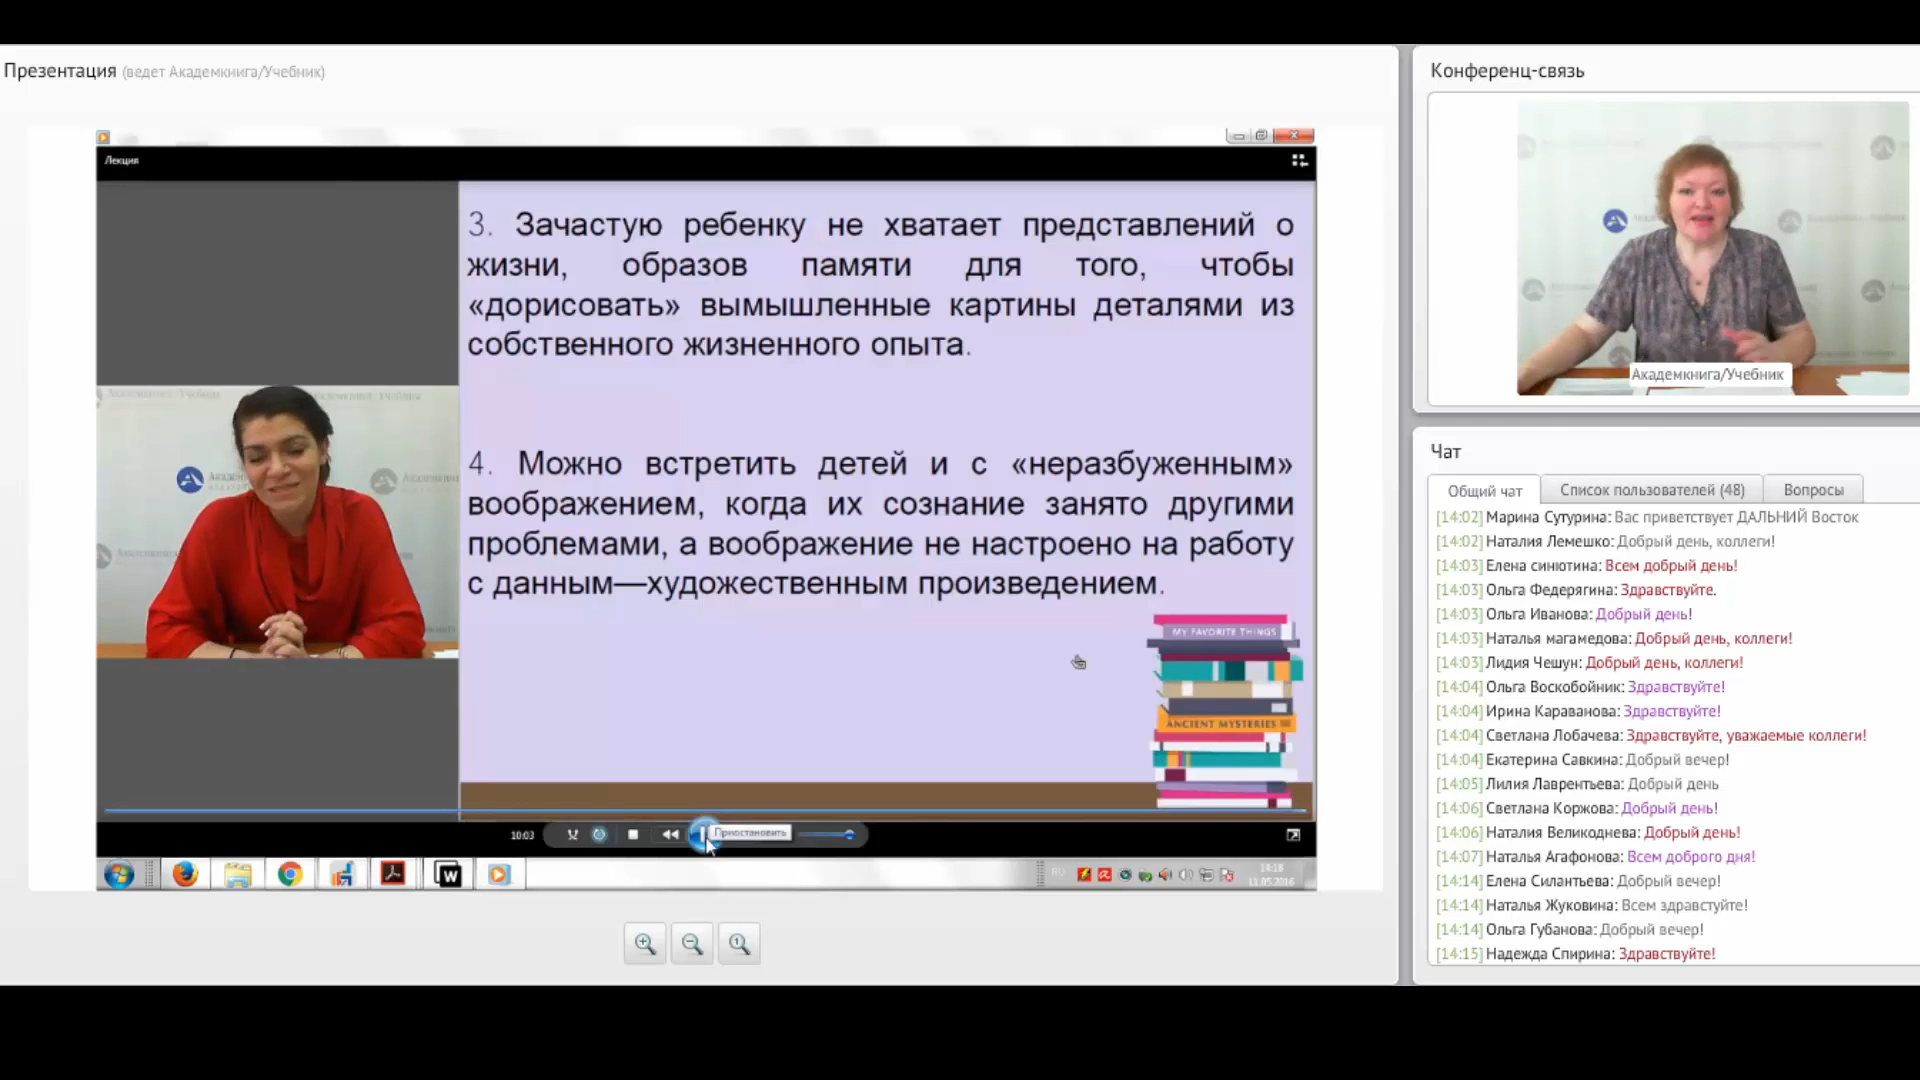 Презентация (ведет Академкнига/Учебник)
Лекция
3. Зачастую ребенку не хватает представлений о
жизни, образов памяти для того, чтобы
«дорисовать» вымышленные картины деталями из
собственного жизненного опыта.
4. Можно встретить детей и с «неразбуженным»
воображением, когда их сознание занято другими
проблемами, а воображение не настроено на работу
с данным—художественным произведением.
MY FAVORITE THINGS
ANCIENT MYSTERIES
10:03
Приостановить
RU
14:18
11.05.2016
Конференц-связь
Академкнига/Учебник
Чат
Общий чат
Список пользователей (48)
Вопросы
[14:02] Марина Сутурина: Вас приветствует ДАЛЬНИЙ Восток
[14:02] Наталия Лемешко: Добрый день, коллеги!
[14:03] Елена синютина: Всем добрый день!
[14:03] Ольга Федерягина: Здравствуйте.
[14:03] Ольга Иванова: Добрый день!
[14:03] Наталья магамедова: Добрый день, коллеги!
[14:03] Лидия Чешун: Добрый день, коллеги!
[14:04] Ольга Воскобойник: Здравствуйте!
[14:04] Ирина Караванова: Здравствуйте!
[14:04] Светлана Лобачева: Здравствуйте, уважаемые коллеги!
[14:04] Екатерина Савкина: Добрый вечер!
[14:05] Лилия Лаврентьева: Добрый день
[14:06] Светлана Коржова: Добрый день!
[14:06] Наталия Великоднева: Добрый день!
[14:07] Наталья Агафонова: Всем доброго дня!
[14:14] Елена Силантьева: Добрый вечер!
[14:14] Наталья Жуковина: Всем здравстуйте!
[14:14] Ольга Губанова: Добрый вечер!
[14:15] Надежда Спирина: Здравствуйте!